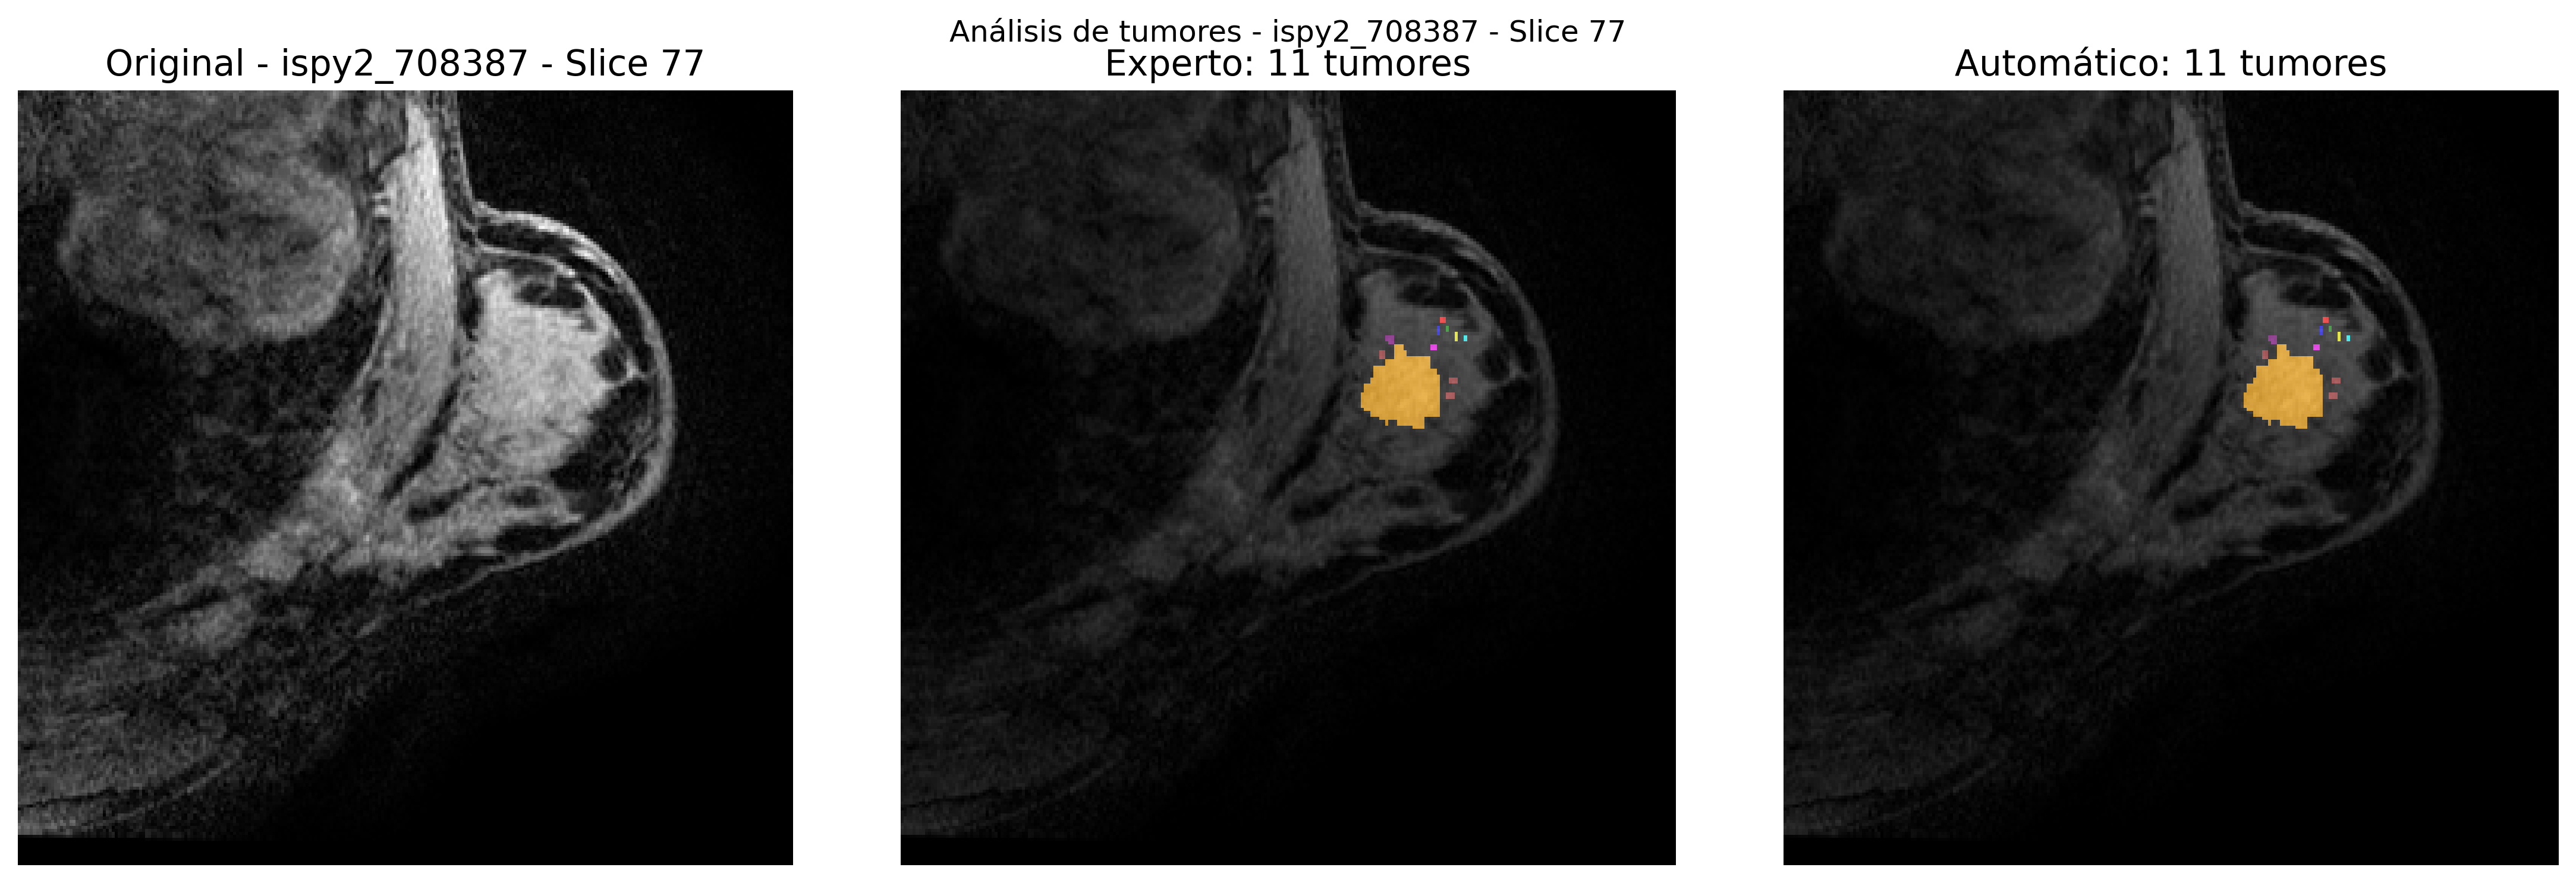 Análisis de tumores - ispy2_708387 - Slice 77
Original - ispy2_708387 - Slice 77
Experto: 11 tumores
Automático: 11 tumores